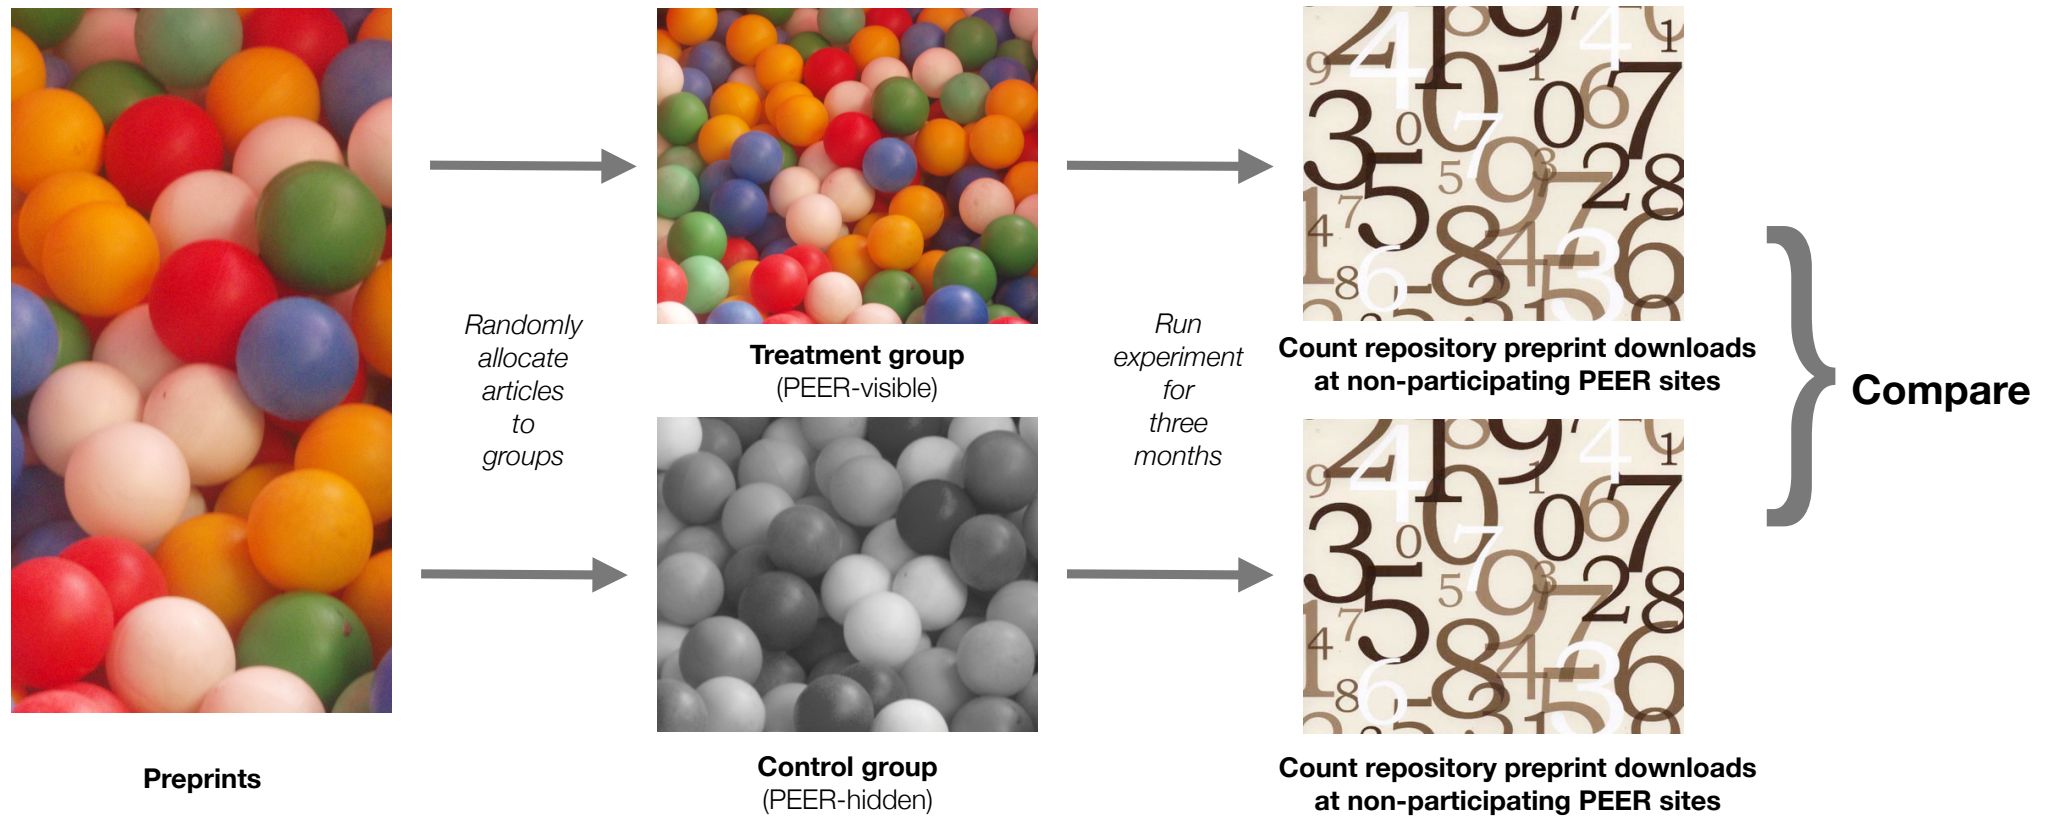 Preprints
Randomly
allocate
articles
to
groups
Treatment group
(PEER-visible)
Control group
(PEER-hidden)
Run
experiment
for
three
months
Count repository preprint downloads
at non-participating PEER sites
Count repository preprint downloads
at non-participating PEER sites
} Compare